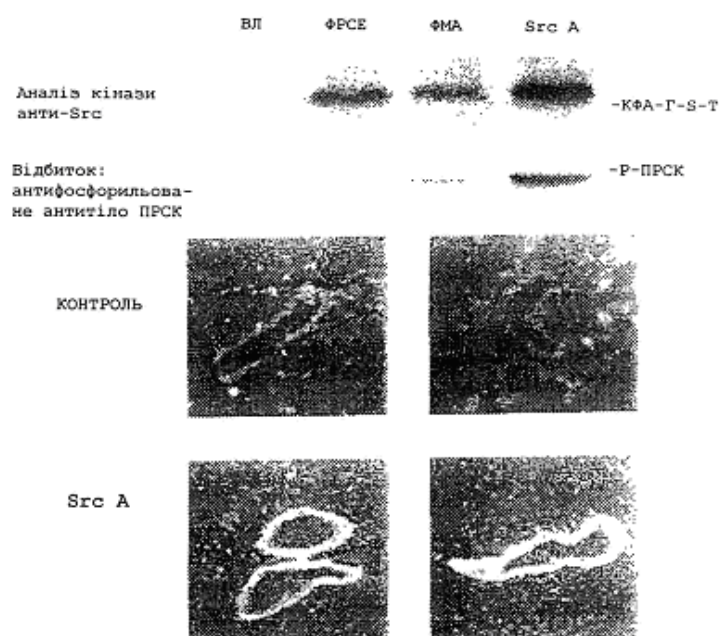 ВЛ ФРСЕ ФМА Src A
Аналіз кінази
анти-Src
-КФА-Г-S-T
Відбиток:
антифосфорильова-
не антитіло ПРСК
-Р-ПРСК
КОНТРОЛЬ
Src A